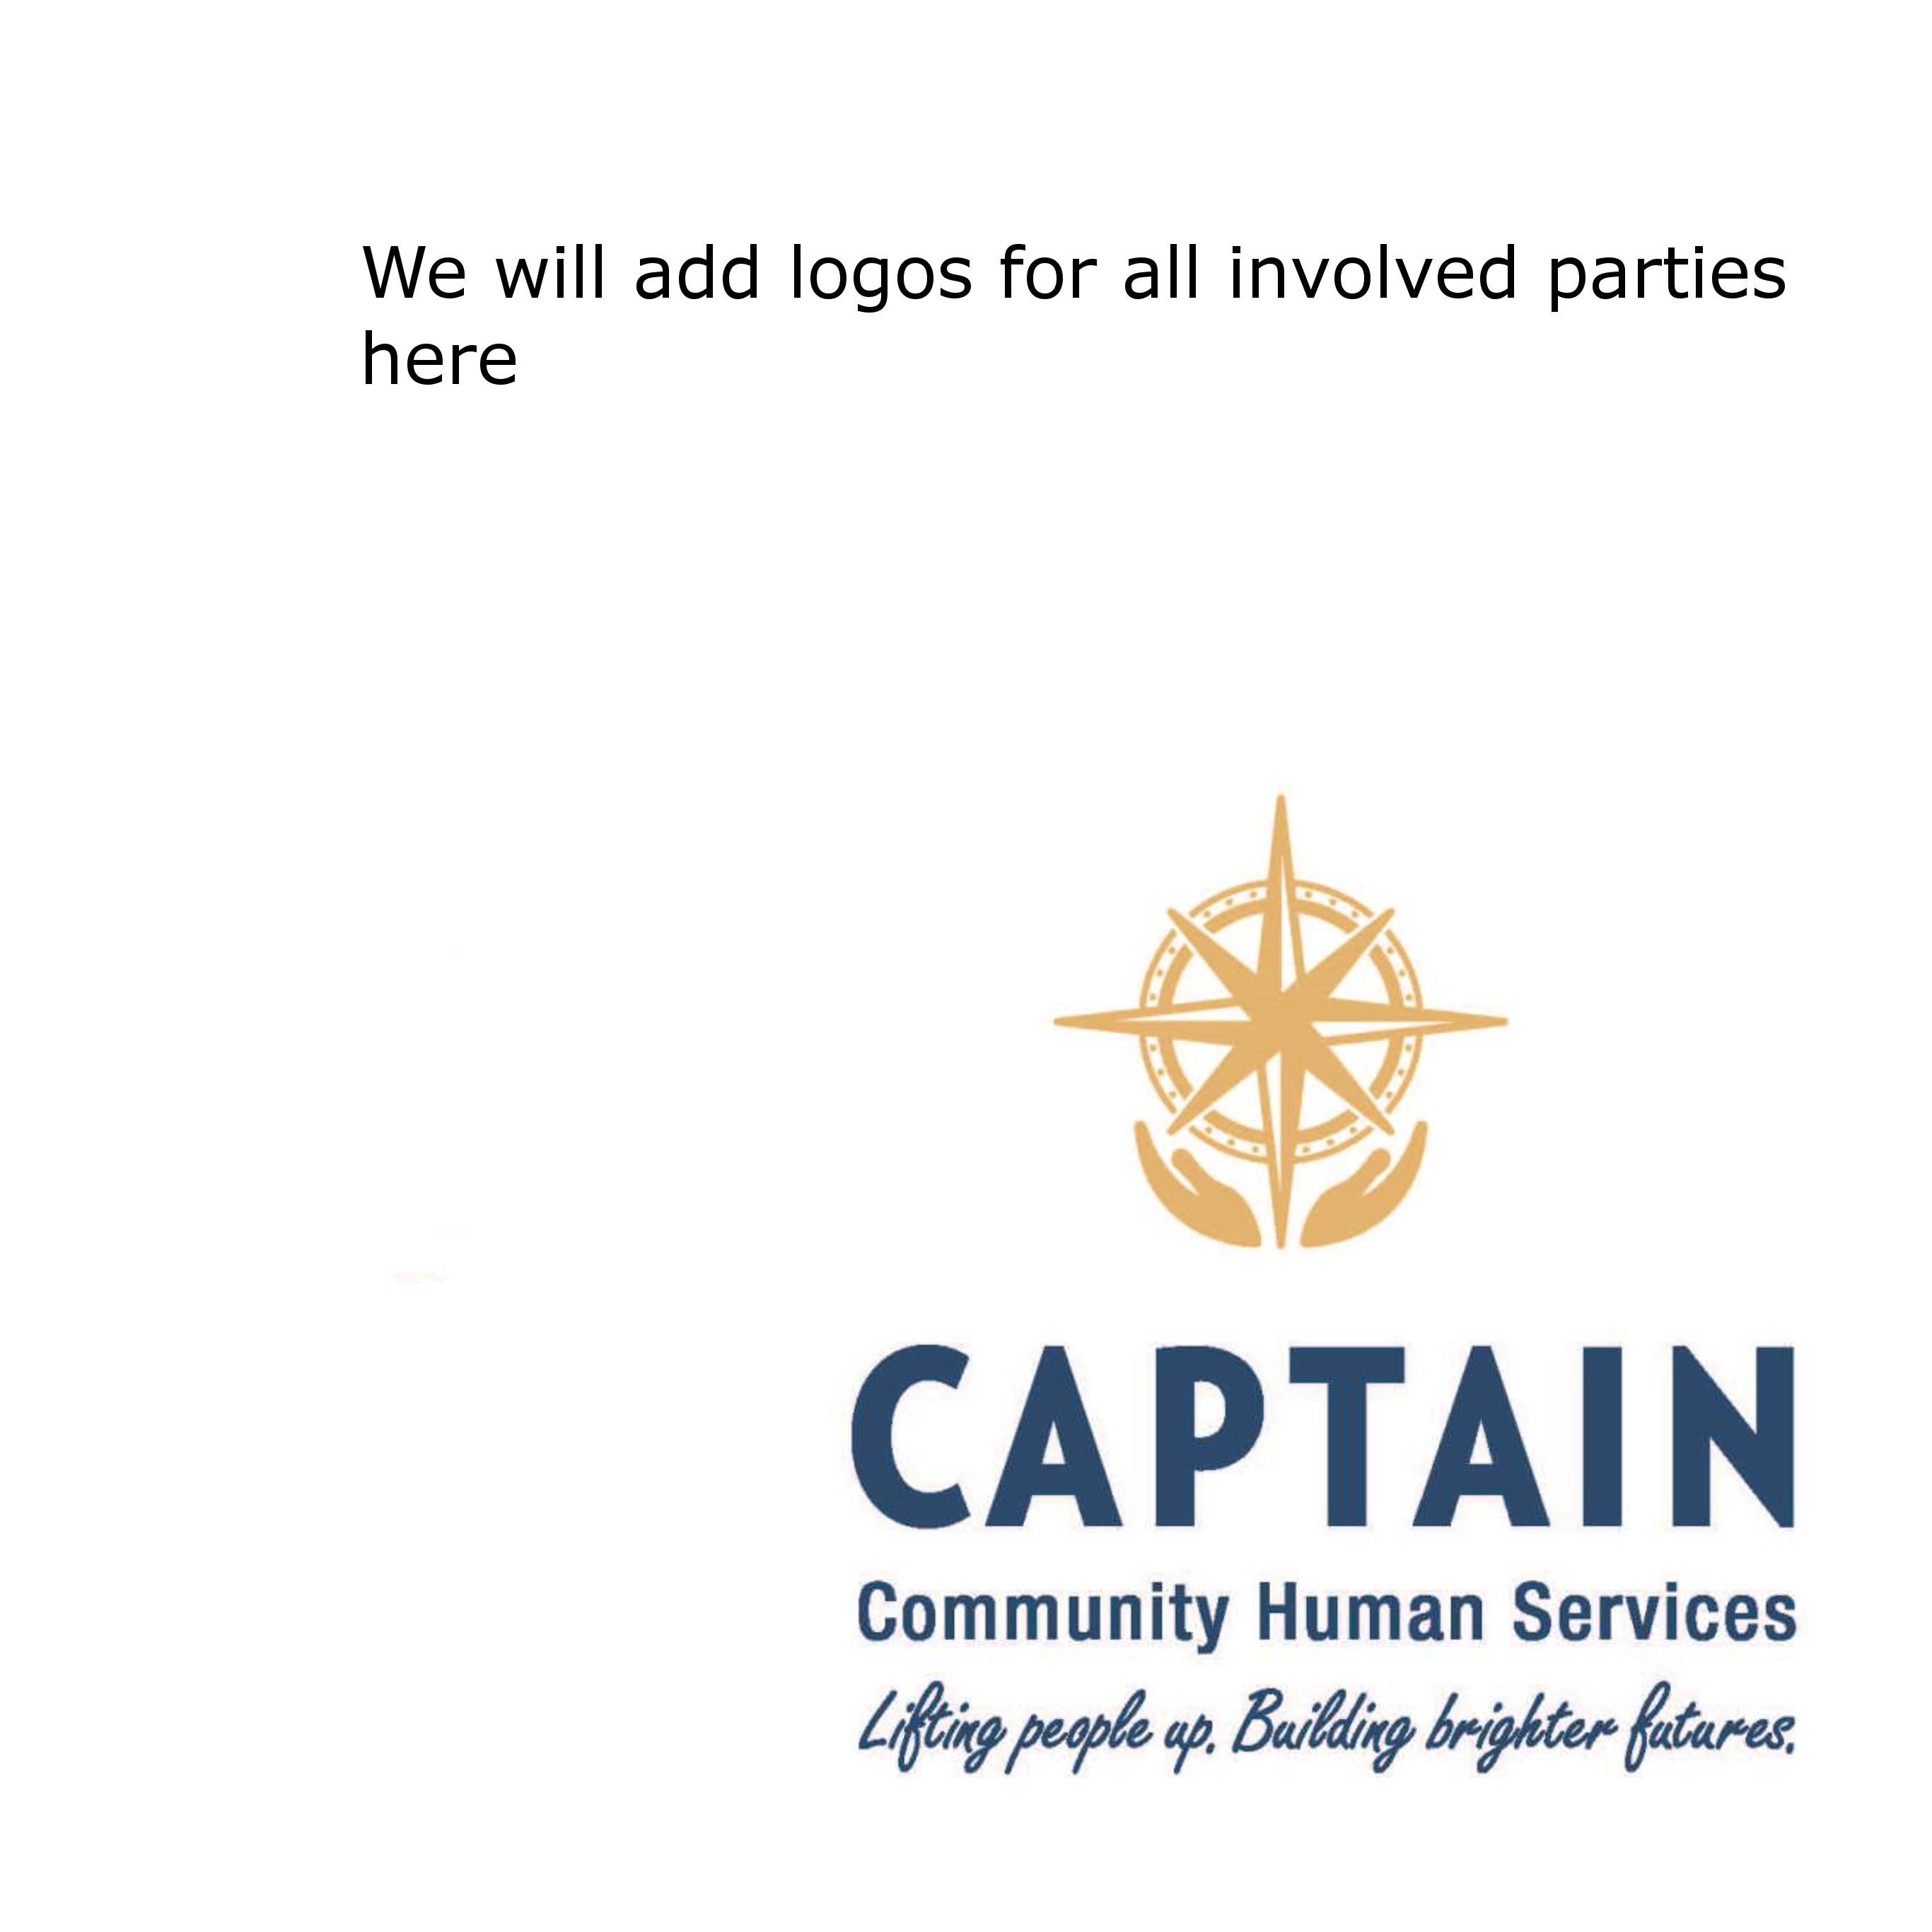 We will add logos for all involved parties
here
CAPTAIN
Community Human Services
Lifting people up. Building brighter futures.